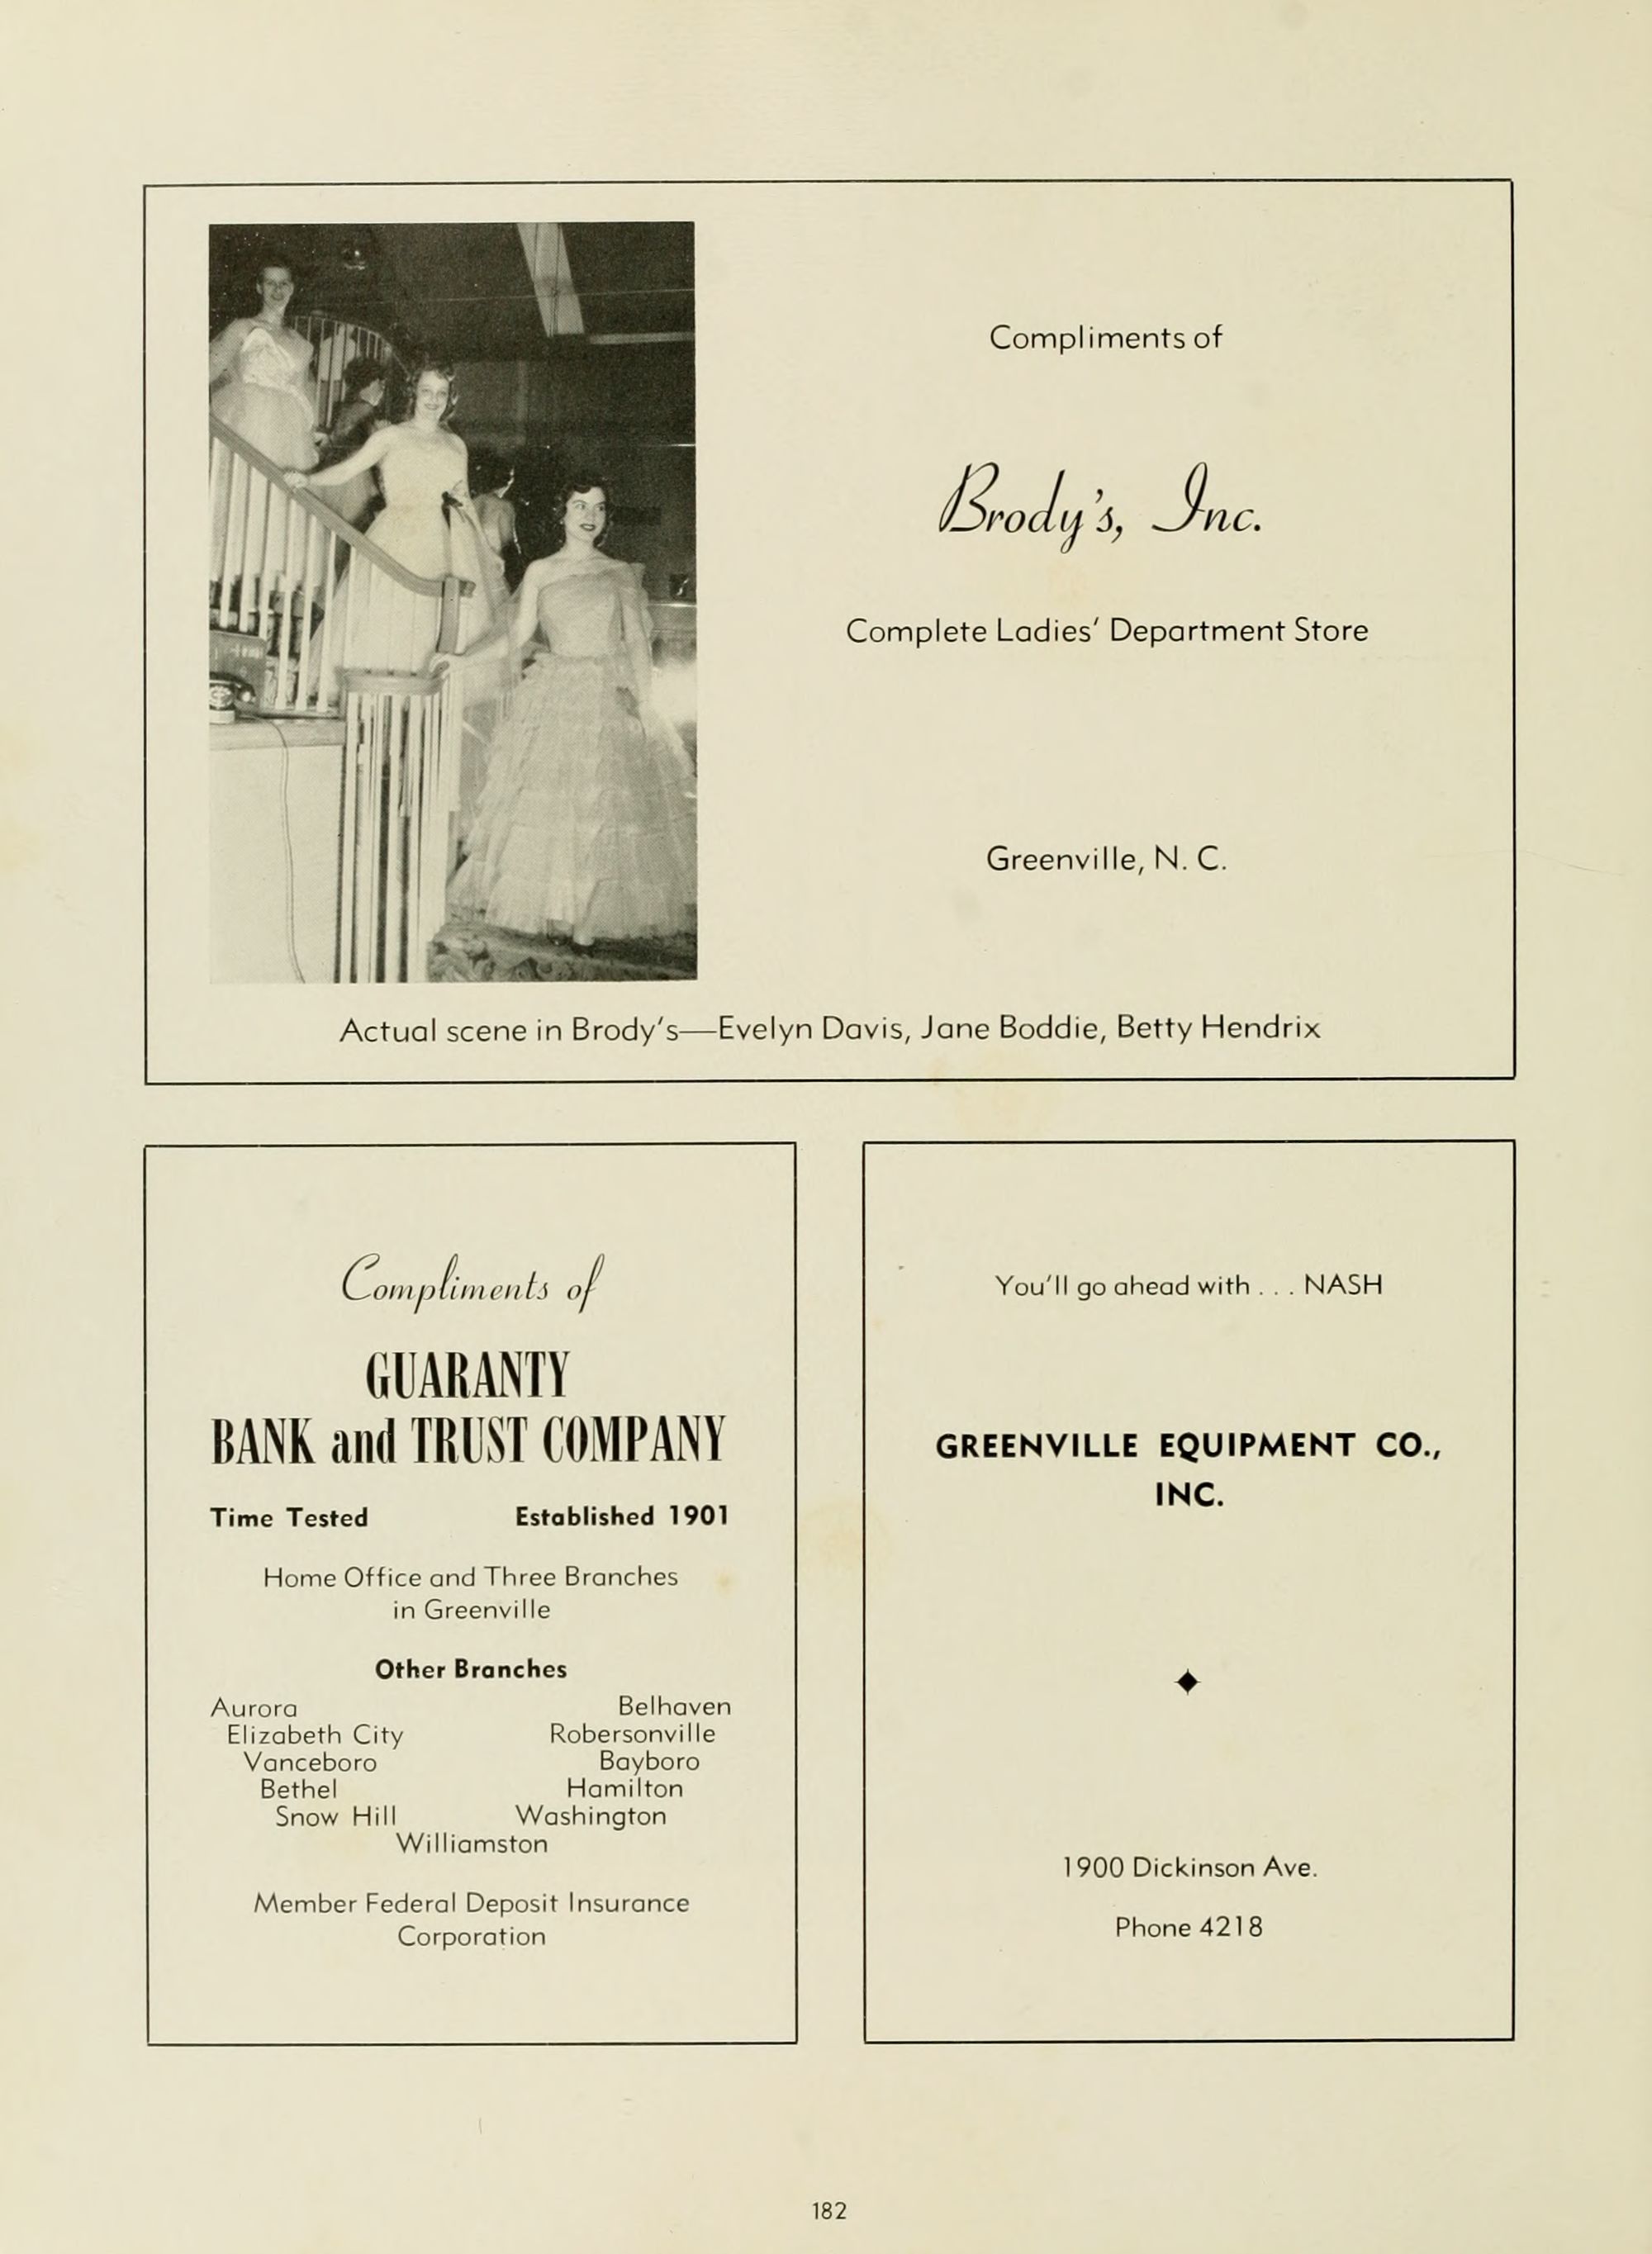 Compliments of
Brody's, Inc.
Complete Ladies' Department Store
Greenville, N. C.
Actual scene in Brody's—Evelyn Davis, Jane Boddie, Betty Hendrix
Compliments of
GUARANTY
BANK and TRUST COMPANY
Time Tested Established 1901
Home Office and Three Branches
in Greenville
Other Branches
Aurora Belhaven
Elizabeth City Robersonville
Vanceboro Bayboro
Bethel Hamilton
Snow Hill Washington
Williamston
Member Federal Deposit Insurance
Corporation
You'll go ahead with . . . NASH
GREENVILLE EQUIPMENT CO.,
INC.
1900 Dickinson Ave.
Phone 4218
182